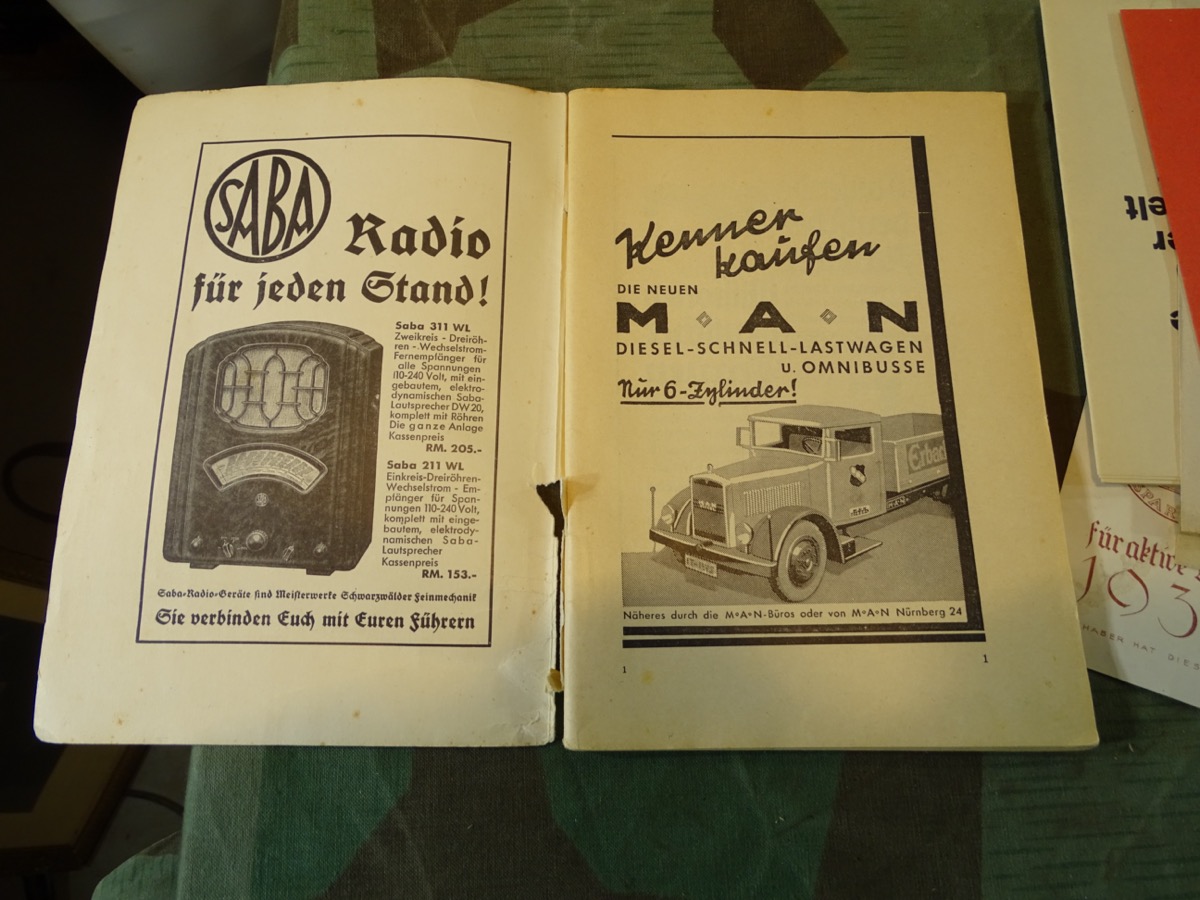 SABA
Radio
für jeden Stand!
Saba 311 WL
Zweikreis - Dreiröh-
ren - Wechselstrom-
Fernempfänger für
alle Spannungen
110-240 Volt, mit ein-
gebautem, elektro-
dynamischen Saba-
Lautsprecher DW 20,
komplett mit Röhren
Die ganze Anlage
Kassenpreis
RM. 205.-
Saba 211 WL
Einkreis-Dreiröhren-
Wechselstrom - Em-
pfänger für Span-
nungen 110-240 Volt,
komplett mit einge-
bautem, elektrody-
namischen Saba-
Lautsprecher
Kassenpreis
RM. 153.-
Saba-Radio-Geräte sind Meisterwerke Schwarzwälder Feinmechanik
Sie verbinden Euch mit Euren Führern
Kenner
kaufen
DIE NEUEN
M·A·N
DIESEL-SCHNELL-LASTWAGEN
u. OMNIBUSSE
Nur 6-Zylinder!
Näheres durch die M·A·N-Büros oder von M·A·N Nürnberg 24
1
1
für aktive
193
HABER HAT DIES